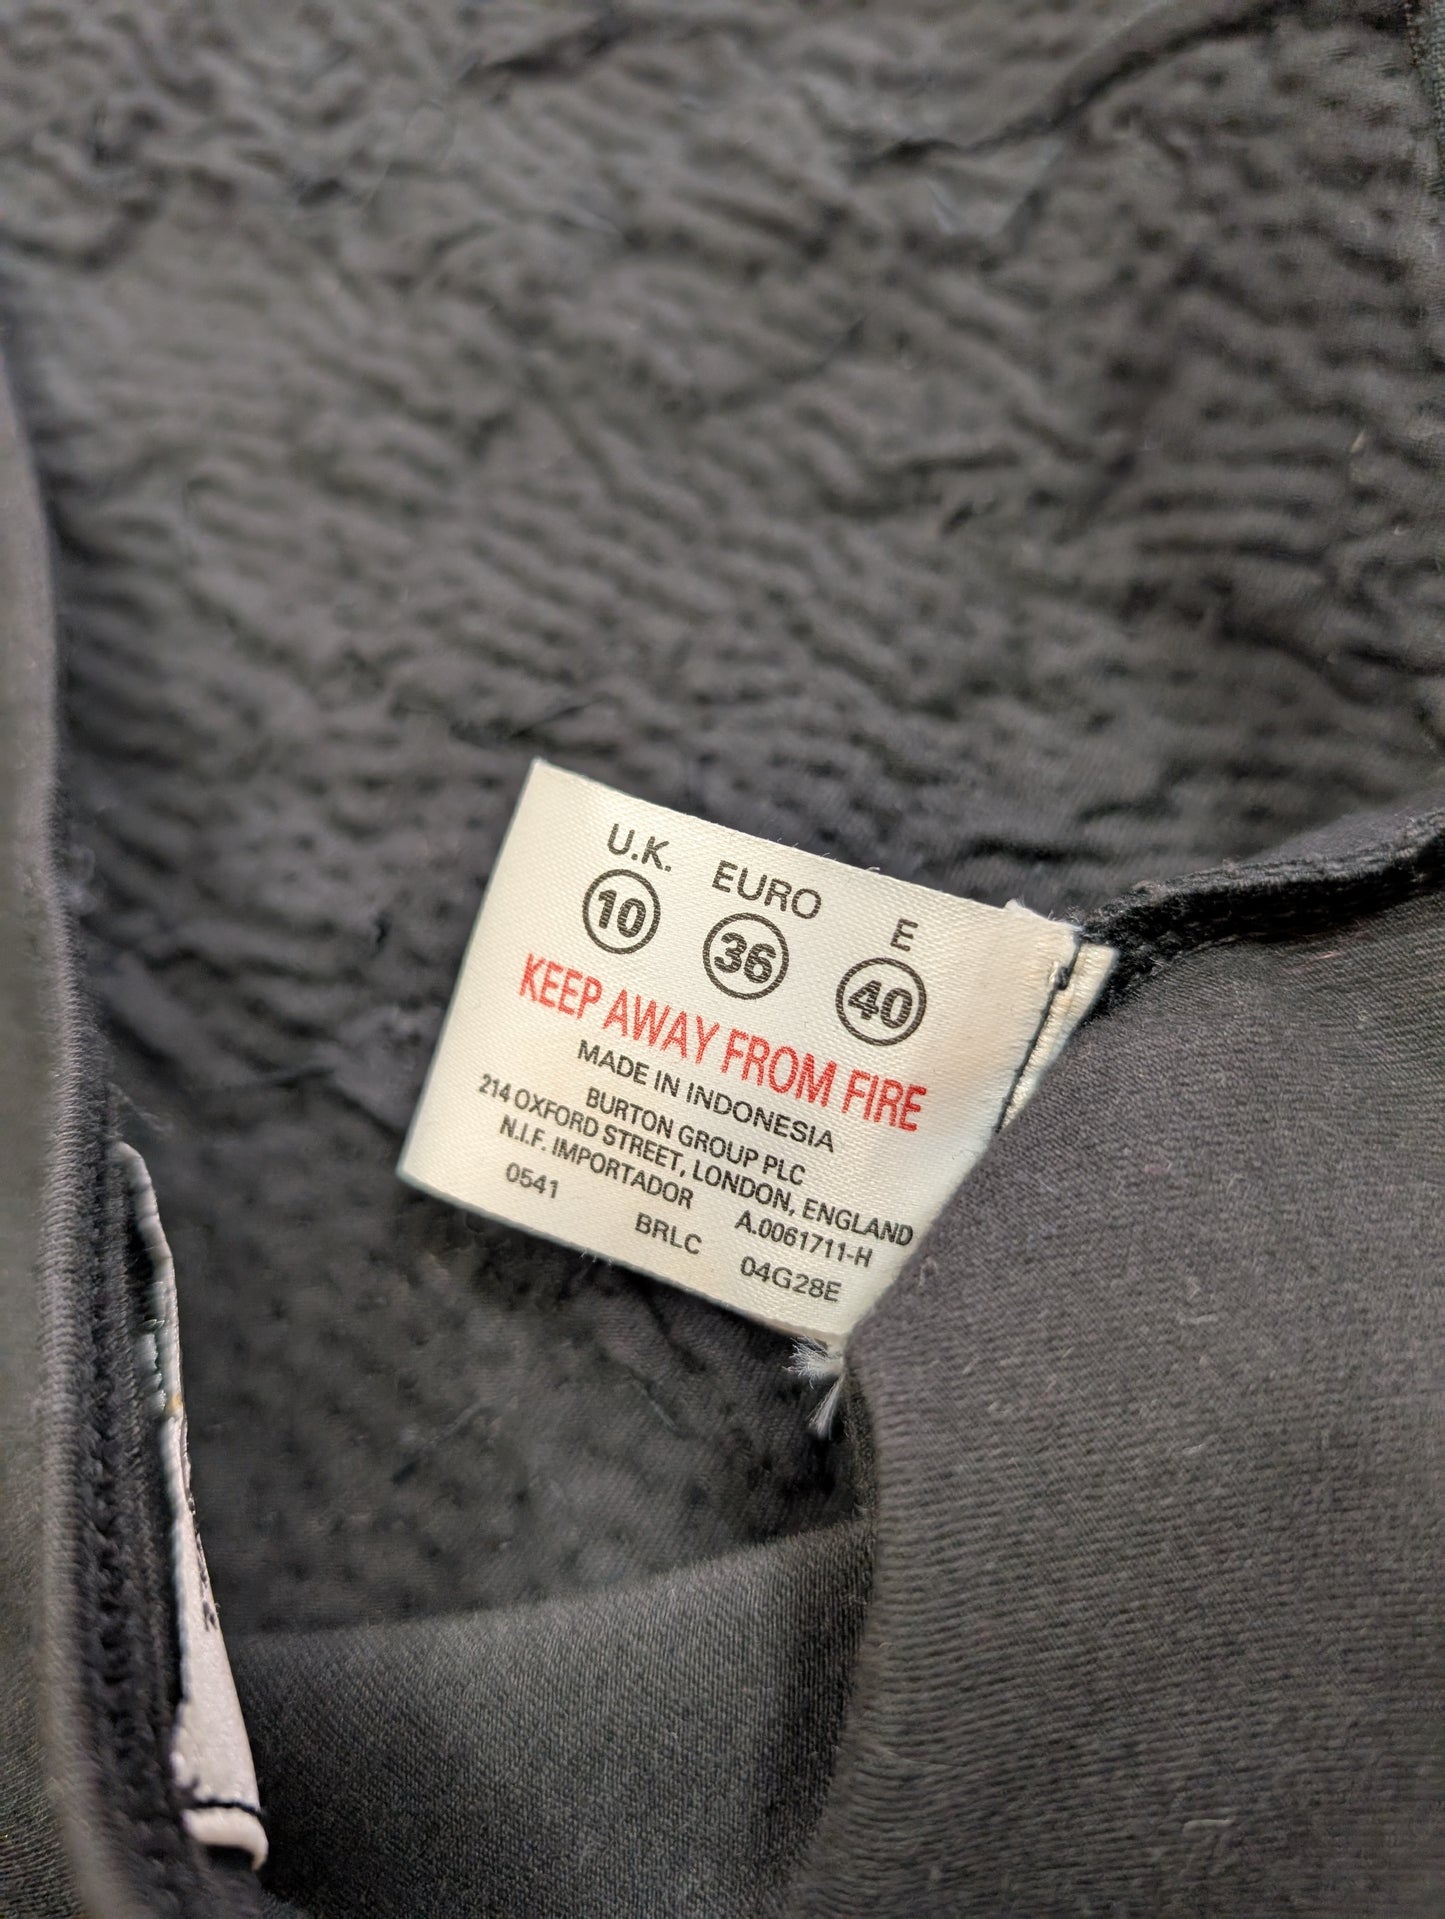 U.K. EURO E
10 36 40
KEEP AWAY FROM FIRE
MADE IN INDONESIA
BURTON GROUP PLC
214 OXFORD STREET, LONDON, ENGLAND
N.I.F. IMPORTADOR A.0061711-H
0541 BRLC 04G28E